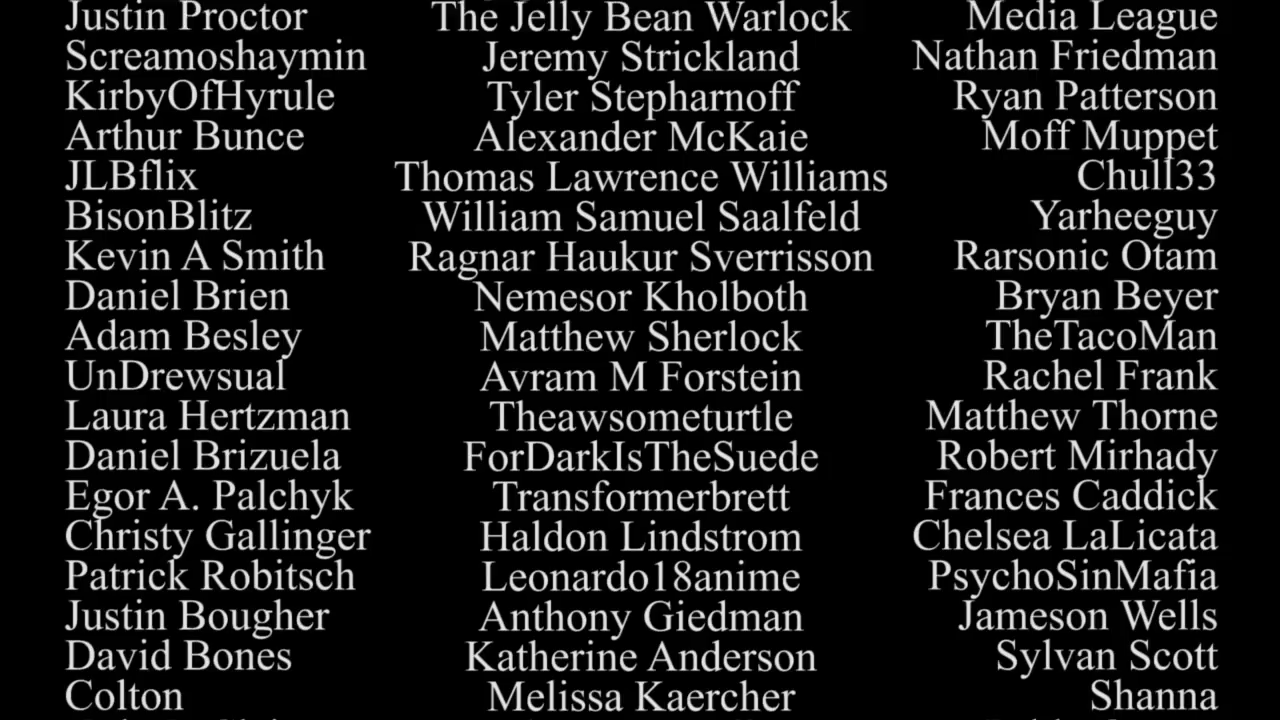 Justin Proctor The Jelly Bean Warlock Media League
Screamoshaymin Jeremy Strickland Nathan Friedman
KirbyOfHyrule Tyler Stepharnoff Ryan Patterson
Arthur Bunce Alexander McKaie Moff Muppet
JLBflix Thomas Lawrence Williams Chull33
BisonBlitz William Samuel Saalfeld Yarheeguy
Kevin A Smith Ragnar Haukur Sverrisson Rarsonic Otam
Daniel Brien Nemesor Kholboth Bryan Beyer
Adam Besley Matthew Sherlock TheTacoMan
UnDrewsual Avram M Forstein Rachel Frank
Laura Hertzman Theawsometurtle Matthew Thorne
Daniel Brizuela ForDarkIsTheSuede Robert Mirhady
Egor A. Palchyk Transformerbrett Frances Caddick
Christy Gallinger Haldon Lindstrom Chelsea LaLicata
Patrick Robitsch Leonardo18anime PsychoSinMafia
Justin Bougher Anthony Giedman Jameson Wells
David Bones Katherine Anderson Sylvan Scott
Colton Melissa Kaercher Shanna